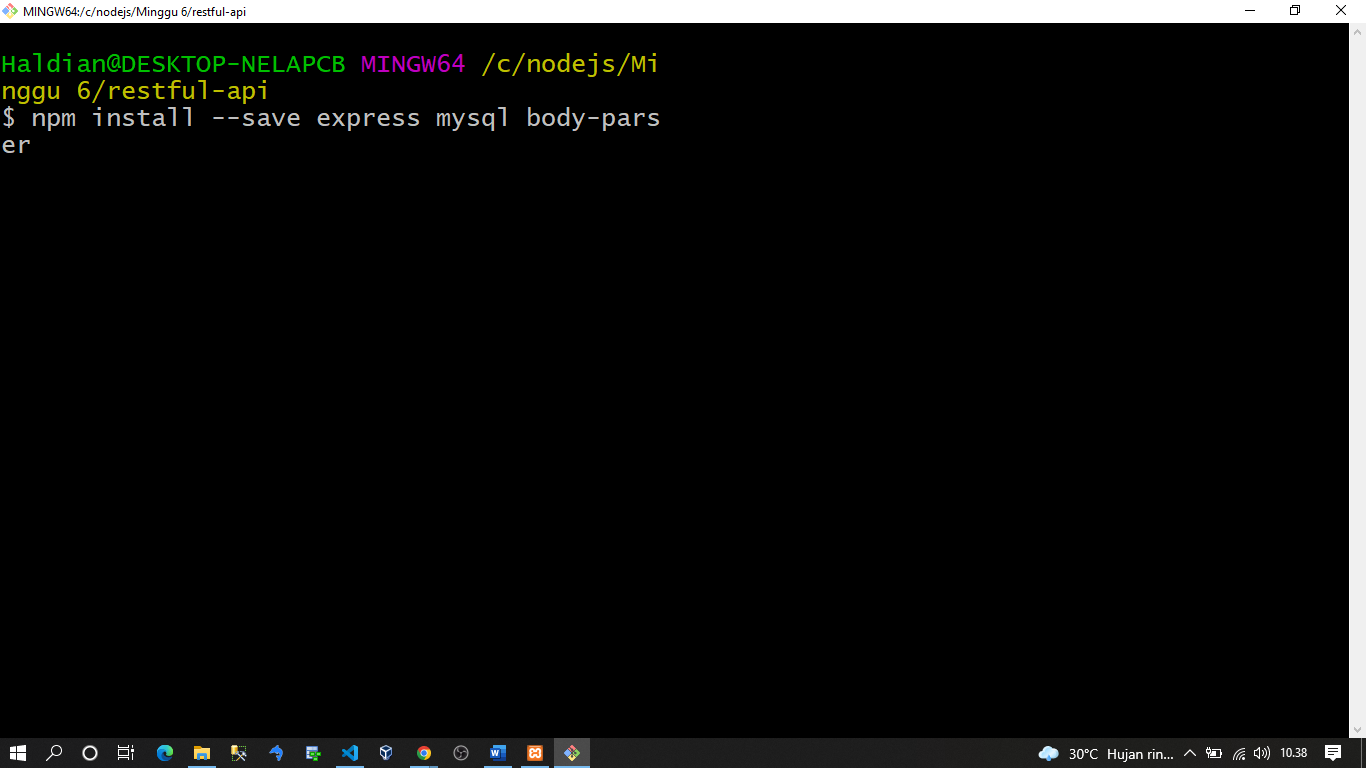 MINGW64:/c/nodejs/Minggu 6/restful-api
Haldian@DESKTOP-NELAPCB MINGW64 /c/nodejs/Mi
nggu 6/restful-api
$ npm install --save express mysql body-pars
er
30°C Hujan rin... 10.38